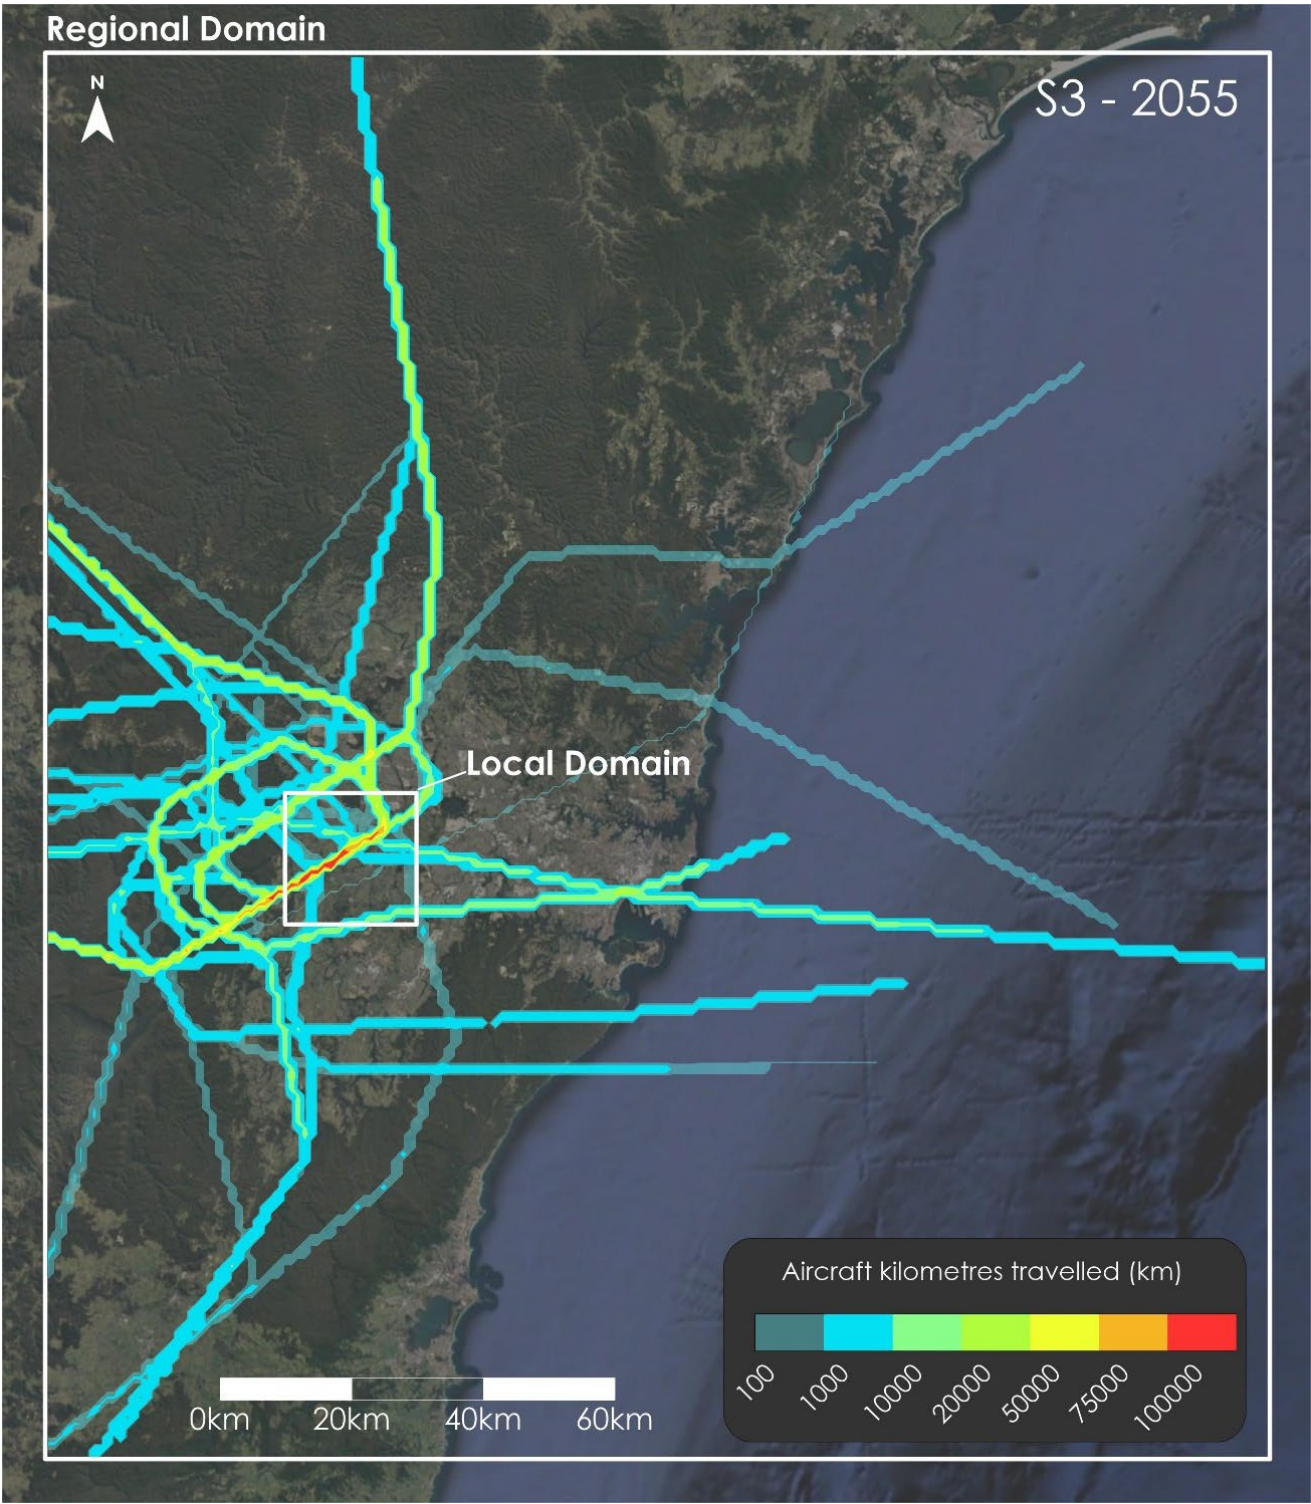 Regional Domain
N
S3 - 2055
Local Domain
Aircraft kilometres travelled (km)
100 1000 10000 20000 50000 75000 100000
0km 20km 40km 60km